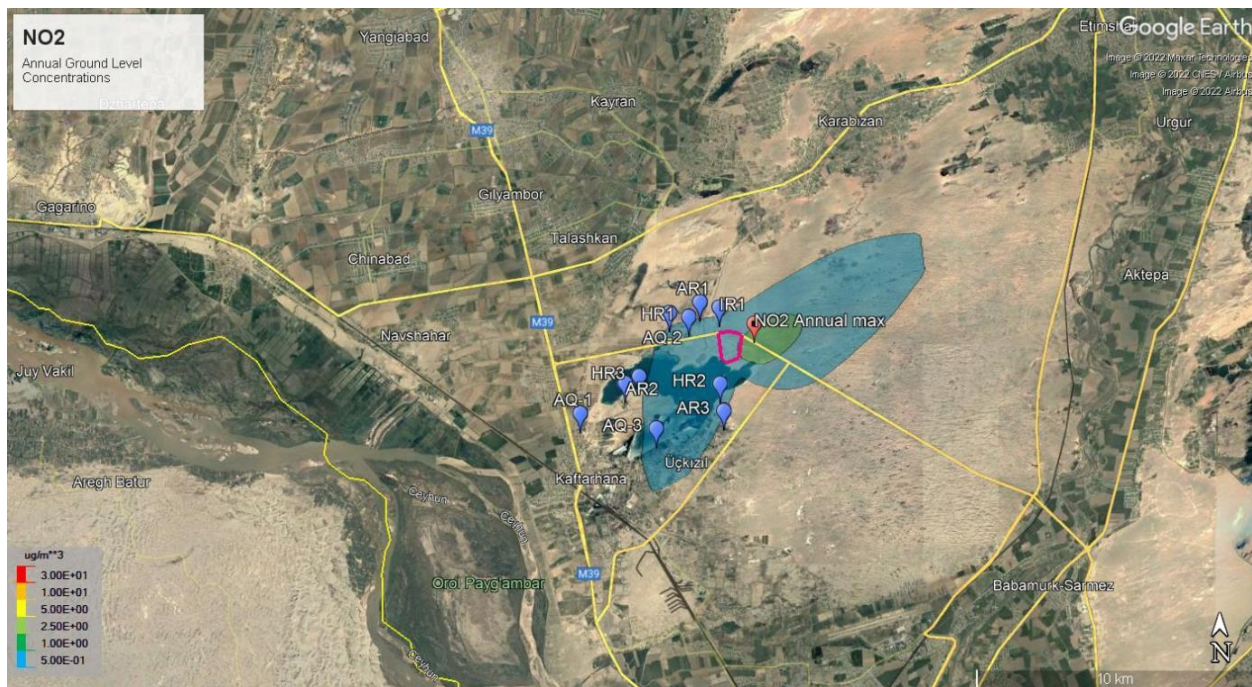 NO2
Annual Ground Level
Concentrations
Google Earth
Image © 2022 Maxar Technologies
Image © 2022 CNES / Airbus
Image © 2022 Airbus
Yangiabad
Kayran
Karabizan
Urgur
M39
Gilyambor
Gagarino
Talashkan
Chinabad
Aktepa
AR1
HR1
IR1
NO2 Annual max
M39
AQ-2
Navshahar
Juy Vakil
HR3
AR2
HR2
AQ-1
AR3
AQ-3
Üçkızıl
Kaftarhana
Aregh Batur
Ceyhun
Ceyhun
ug/m**3
3.00E+01
1.00E+01
5.00E+00
2.50E+00
1.00E+00
5.00E-01
M39
Orol Payg'ambar
Babamurk-Sarmez
Ceyhun
N
10 km